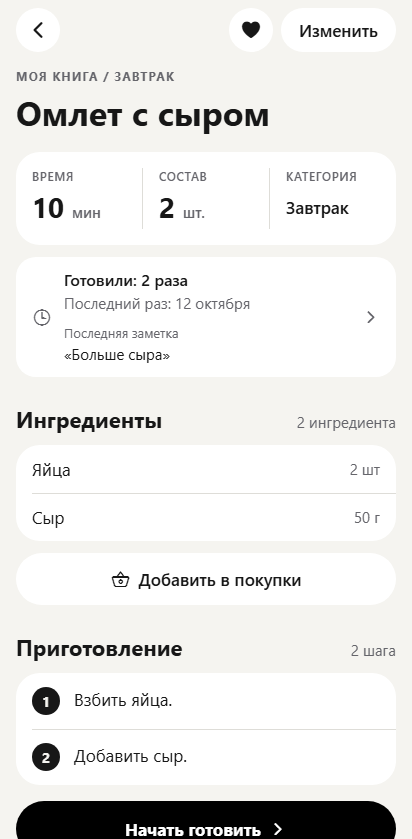 Изменить
МОЯ КНИГА / ЗАВТРАК
Омлет с сыром
ВРЕМЯ
10 мин
СОСТАВ
2 шт.
КАТЕГОРИЯ
Завтрак
Готовили: 2 раза
Последний раз: 12 октября
Последняя заметка
«Больше сыра»
Ингредиенты
2 ингредиента
Яйца
2 шт
Сыр
50 г
Добавить в покупки
Приготовление
2 шага
1 Взбить яйца.
2 Добавить сыр.
Начать готовить